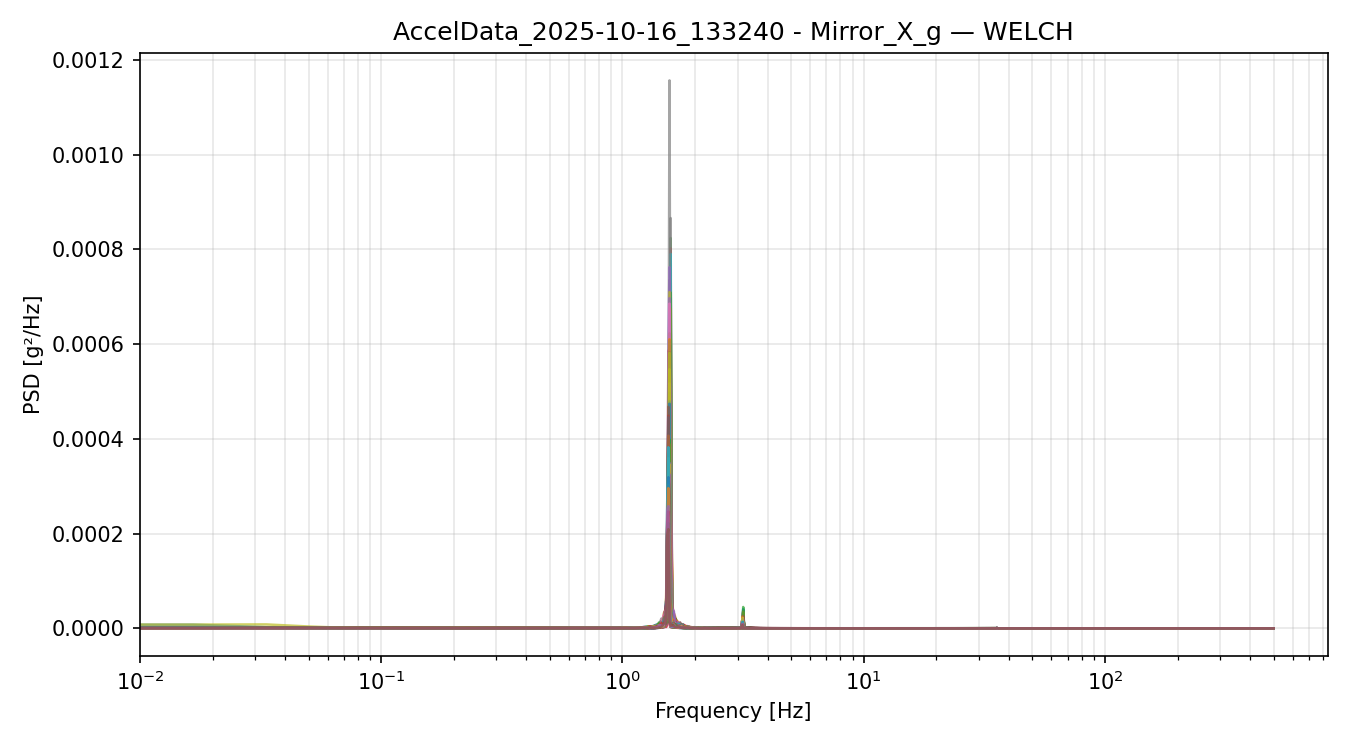 AccelData_2025-10-16_133240 - Mirror_X_g — WELCH
PSD [g²/Hz]
0.0012
0.0010
0.0008
0.0006
0.0004
0.0002
0.0000
10⁻² 10⁻¹ 10⁰ 10¹ 10²
Frequency [Hz]